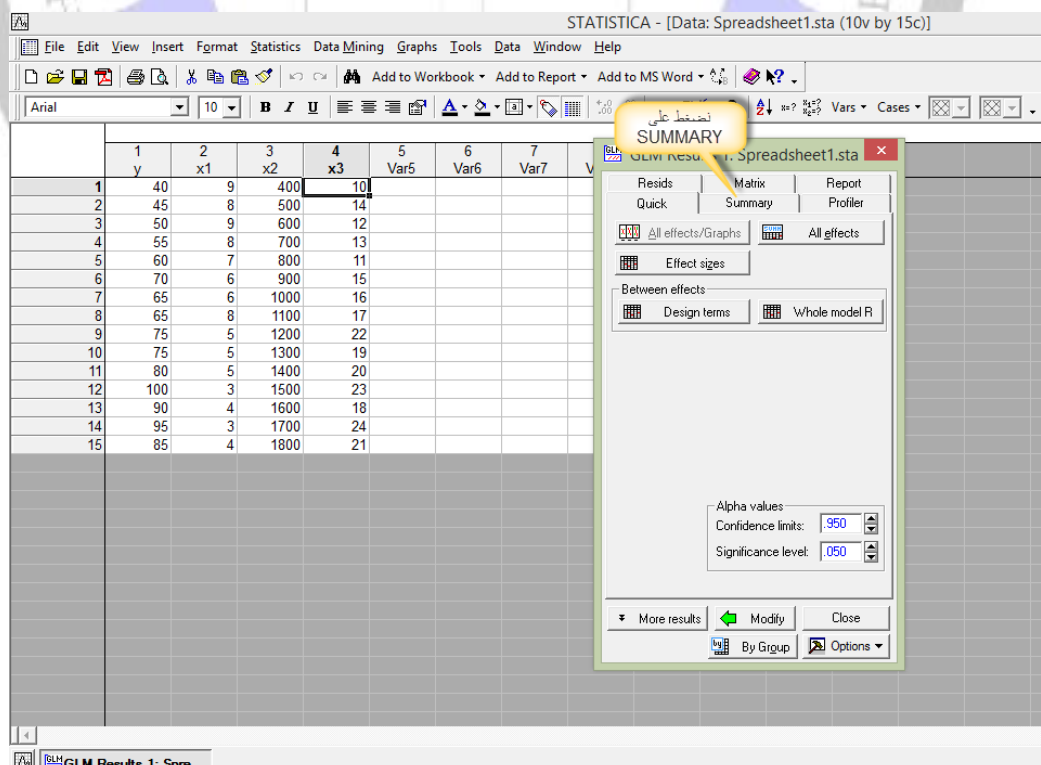 STATISTICA - [Data: Spreadsheet1.sta (10v by 15c)]
File Edit View Insert Format Statistics Data Mining Graphs Tools Data Window Help
Add to Workbook Add to Report Add to MS Word
Arial 10 B I U Vars Cases
نضغط على
SUMMARY
1 2 3 4 5 6 7
y x1 x2 x3 Var5 Var6 Var7
1 40 9 400 10
2 45 8 500 14
3 50 9 600 12
4 55 8 700 13
5 60 7 800 11
6 70 6 900 15
7 65 6 1000 16
8 65 8 1100 17
9 75 5 1200 22
10 75 5 1300 19
11 80 5 1400 20
12 100 3 1500 23
13 90 4 1600 18
14 95 3 1700 24
15 85 4 1800 21
GLM Results 1: Spreadsheet1.sta
Resids Matrix Report
Quick Summary Profiler
All effects/Graphs All effects
Effect sizes
Between effects
Design terms Whole model R
Alpha values
Confidence limits: .950
Significance level: .050
More results Modify Close
By Group Options
GLM Results 1: Spre...